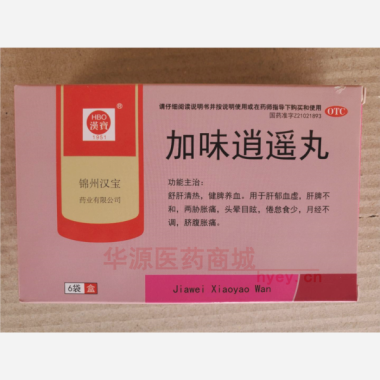 请仔细阅读说明书并按说明使用或在药师指导下购买和使用
国药准字Z21021893
OTC
HBO
漢寶
1951
®
加味逍遥丸
锦州汉宝
药业有限公司
功能主治:
舒肝清热,健脾养血。用于肝郁血虚,肝脾不
和,两胁胀痛,头晕目眩,倦怠食少,月经不
调,脐腹胀痛。
华源医药商城
hyey.cn
6袋 盒
Jiawei Xiaoyao Wan